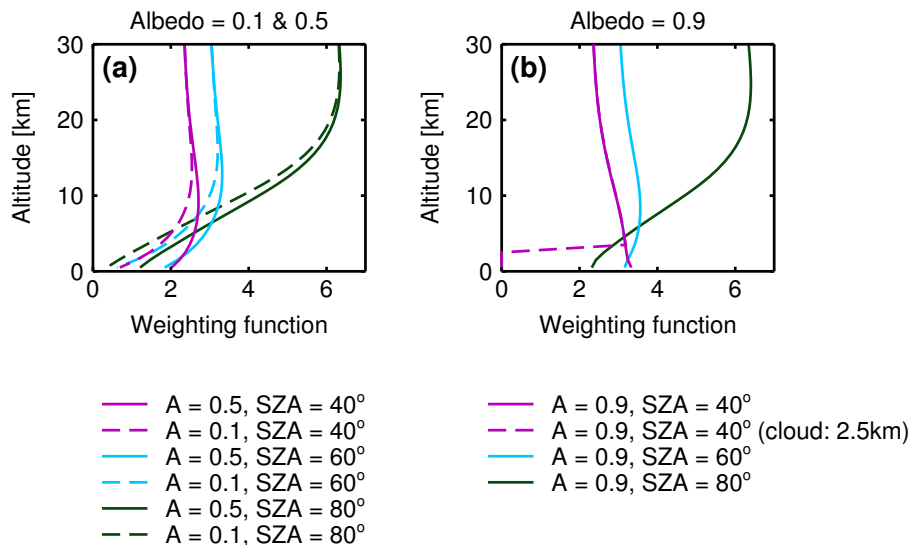 Albedo = 0.1 & 0.5
Albedo = 0.9
30
20
10
0
Altitude [km]
(a)
0 2 4 6
Weighting function
30
20
10
0
Altitude [km]
(b)
0 2 4 6
Weighting function
A = 0.5, SZA = 40°
A = 0.1, SZA = 40°
A = 0.5, SZA = 60°
A = 0.1, SZA = 60°
A = 0.5, SZA = 80°
A = 0.1, SZA = 80°
A = 0.9, SZA = 40°
A = 0.9, SZA = 40° (cloud: 2.5km)
A = 0.9, SZA = 60°
A = 0.9, SZA = 80°